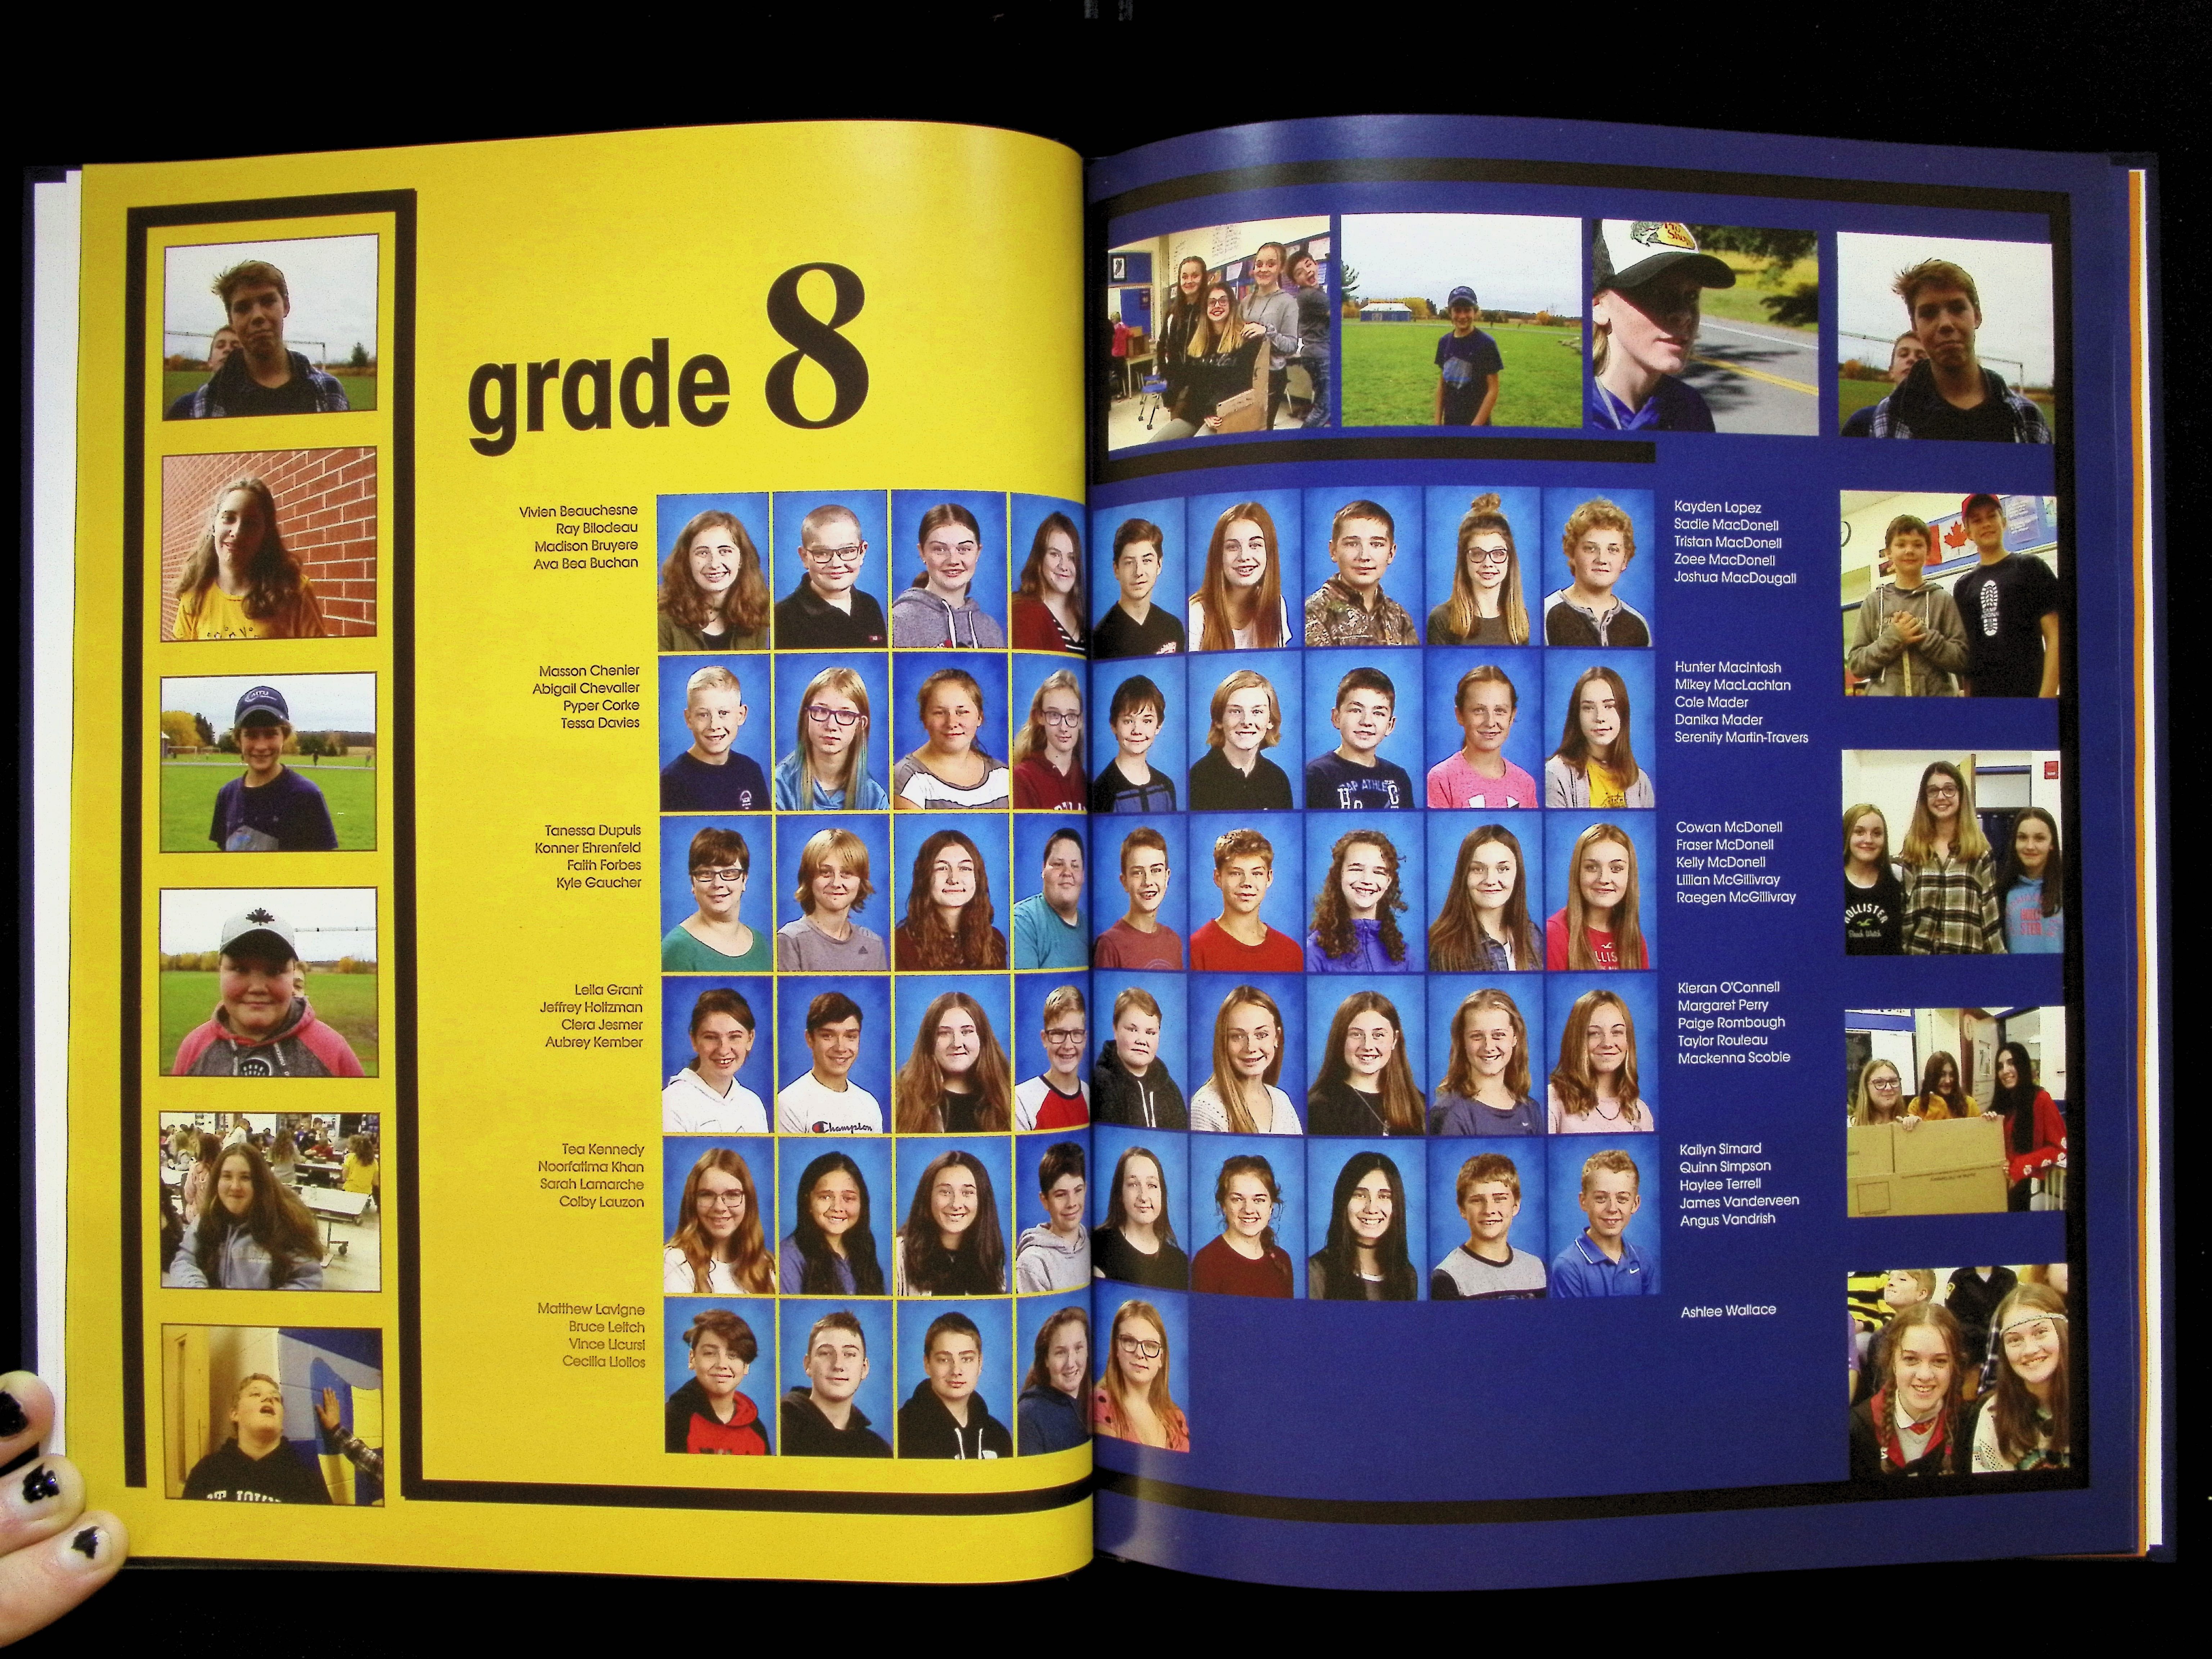 grade 8
Vivien Beauchesne
Ray Bilodeau
Madison Bruyere
Ava Bea Buchan
Masson Chenier
Abigail Chevalier
Pyper Corke
Tessa Davies
Tanessa Dupuis
Konner Ehrenfeld
Faith Forbes
Kyle Gaucher
Leila Grant
Jeffrey Holtzman
Ciera Jesmer
Aubrey Kember
Champion
Tea Kennedy
Noorfatima Khan
Sarah Lamarche
Colby Lauzon
Matthew Lavigne
Bruce Leitch
Vince Licursi
Cecilia Liollos
Kayden Lopez
Sadie MacDonell
Tristan MacDonell
Zoee MacDonell
Joshua MacDougall
Hunter MacIntosh
Mikey MacLachlan
Cole Mader
Danika Mader
Serenity Martin-Travers
Cowan McDonell
Fraser McDonell
Kelly McDonell
Lillian McGillivray
Raegen McGillivray
HOLLISTER
Kieran O'Connell
Margaret Perry
Paige Rombough
Taylor Rouleau
Mackenna Scobie
Kailyn Simard
Quinn Simpson
Haylee Terrell
James Vanderveen
Angus Vandrish
Ashlee Wallace